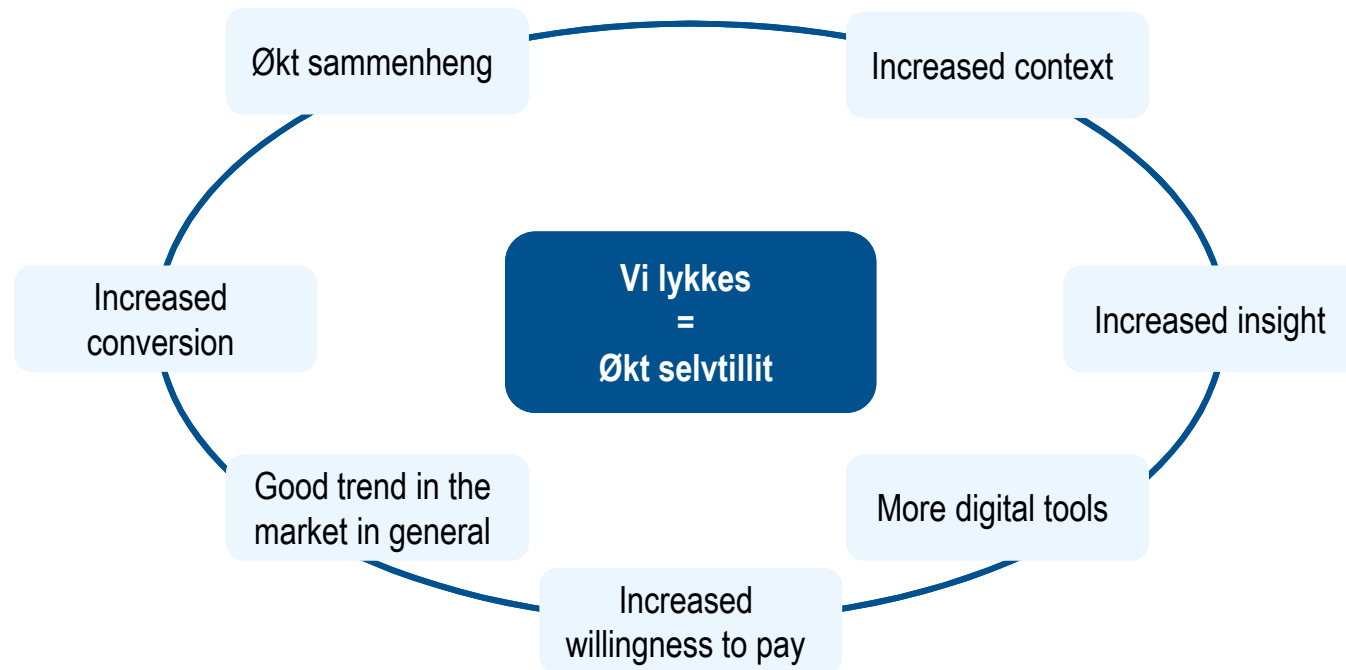 Økt sammenheng
Increased context
Vi lykkes
=
Økt selvtillit
Increased
conversion
Increased insight
Good trend in the
market in general
More digital tools
Increased
willingness to pay